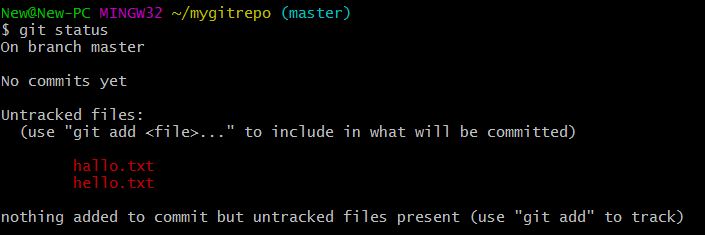 New@New-PC MINGW32 ~/mygitrepo (master)
$ git status
On branch master
No commits yet
Untracked files:
(use "git add <file>..." to include in what will be committed)
hallo.txt
hello.txt
nothing added to commit but untracked files present (use "git add" to track)